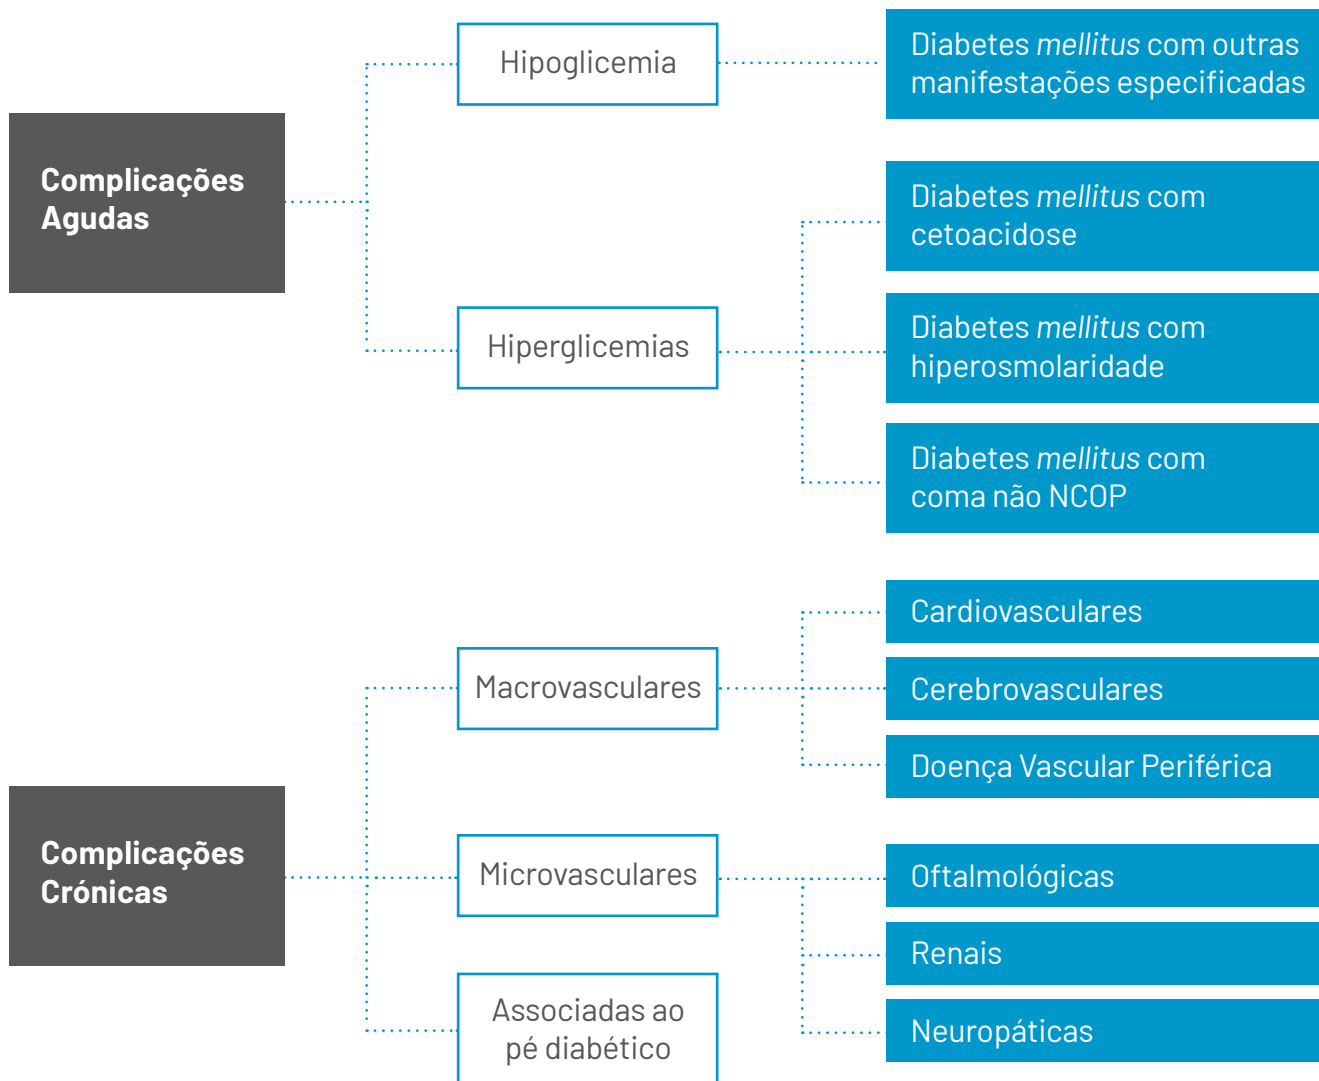 Complicações
Agudas
Hipoglicemia
Diabetes mellitus com outras
manifestações especificadas
Hiperglicemias
Diabetes mellitus com
cetoacidose
Diabetes mellitus com
hiperosmolaridade
Diabetes mellitus com
coma não NCOP
Complicações
Crónicas
Macrovasculares
Cardiovasculares
Cerebrovasculares
Doença Vascular Periférica
Microvasculares
Oftalmológicas
Renais
Neuropáticas
Associadas ao
pé diabético